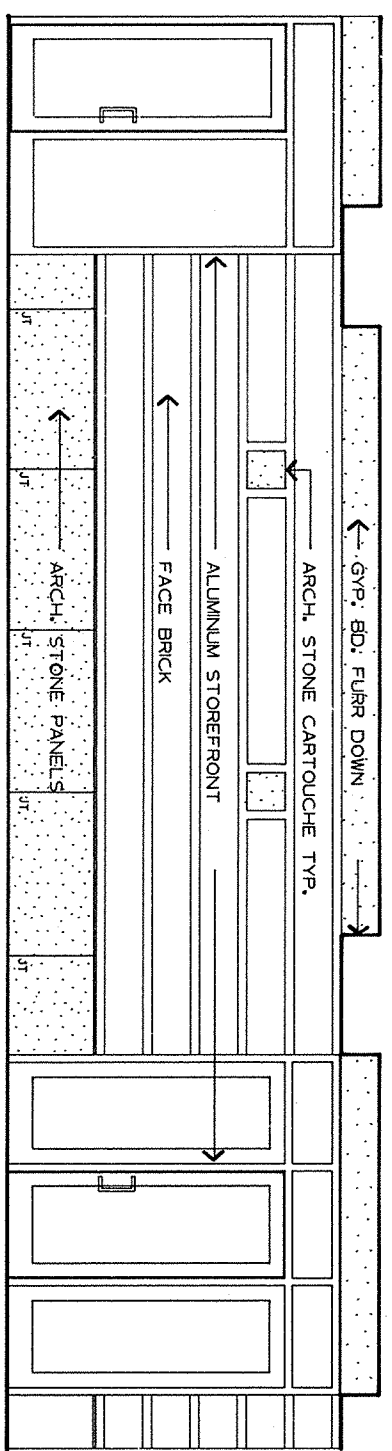 GYP. BD. FURR DOWN
ARCH. STONE CARTOUCHE TYP.
ALUMINUM STOREFRONT
FACE BRICK
ARCH. STONE PANELS
JT
JT
JT
JT
JT